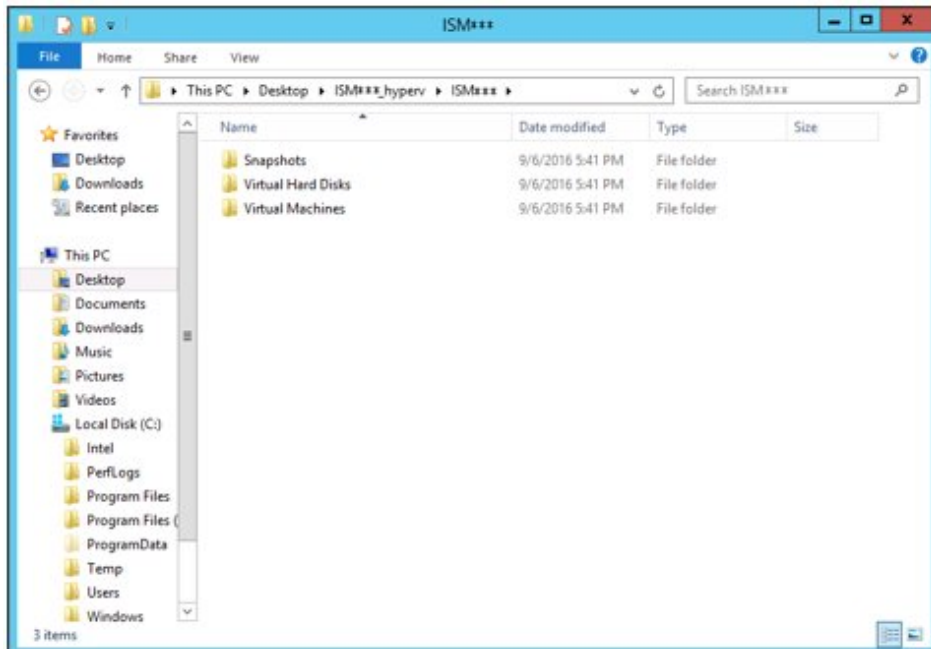 ISM***
File Home Share View
This PC Desktop ISM***_hyperv ISM***
Search ISM***
Name Date modified Type Size
Snapshots 9/6/2016 5:41 PM File folder
Virtual Hard Disks 9/6/2016 5:41 PM File folder
Virtual Machines 9/6/2016 5:41 PM File folder
Favorites
Desktop
Downloads
Recent places
This PC
Desktop
Documents
Downloads
Music
Pictures
Videos
Local Disk (C:)
Intel
PerfLogs
Program Files
Program Files (
ProgramData
Temp
Users
Windows
3 items